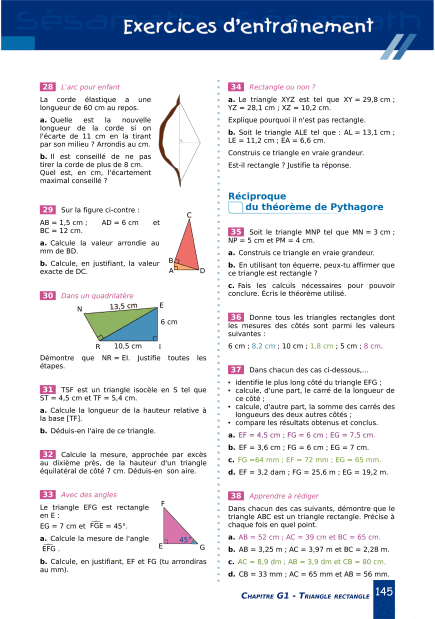 Exercices d'entraînement
28 L'arc pour enfant
La corde élastique a une
longueur de 60 cm au repos.
a. Quelle est la nouvelle
longueur de la corde si on
l'écarte de 11 cm en la tirant
par son milieu ? Arrondis au cm.
b. Il est conseillé de ne pas
tirer la corde de plus de 8 cm.
Quel est, en cm, l'écartement
maximal conseillé ?
29 Sur la figure ci-contre :
AB = 1,5 cm ; AD = 6 cm et
BC = 12 cm.
a. Calcule la valeur arrondie au
mm de BD.
b. Calcule, en justifiant, la valeur
exacte de DC.
C
B
A
D
30 Dans un quadrilatère
N
13,5 cm
E
6 cm
R
10,5 cm
I
Démontre que NR = EI. Justifie toutes les
étapes.
31 TSF est un triangle isocèle en S tel que
ST = 4,5 cm et TF = 5,4 cm.
a. Calcule la longueur de la hauteur relative à
la base [TF].
b. Déduis-en l'aire de ce triangle.
32 Calcule la mesure, approchée par excès
au dixième près, de la hauteur d'un triangle
équilatéral de côté 7 cm. Déduis-en son aire.
33 Avec des angles
Le triangle EFG est rectangle
en E :
EG = 7 cm et FGE = 45°.
a. Calcule la mesure de l'angle
EFG .
b. Calcule, en justifiant, EF et FG (tu arrondiras
au mm).
F
45°
E
G
34 Rectangle ou non ?
a. Le triangle XYZ est tel que XY = 29,8 cm ;
YZ = 28,1 cm ; XZ = 10,2 cm.
Explique pourquoi il n'est pas rectangle.
b. Soit le triangle ALE tel que : AL = 13,1 cm ;
LE = 11,2 cm ; EA = 6,6 cm.
Construis ce triangle en vraie grandeur.
Est-il rectangle ? Justifie ta réponse.
Réciproque
du théorème de Pythagore
35 Soit le triangle MNP tel que MN = 3 cm ;
NP = 5 cm et PM = 4 cm.
a. Construis ce triangle en vraie grandeur.
b. En utilisant ton équerre, peux-tu affirmer que
ce triangle est rectangle ?
c. Fais les calculs nécessaires pour pouvoir
conclure. Écris le théorème utilisé.
36 Donne tous les triangles rectangles dont
les mesures des côtés sont parmi les valeurs
suivantes :
6 cm ; 8,2 cm ; 10 cm ; 1,8 cm ; 5 cm ; 8 cm.
37 Dans chacun des cas ci-dessous,...
• identifie le plus long côté du triangle EFG ;
• calcule, d'une part, le carré de la longueur de
ce côté ;
• calcule, d'autre part, la somme des carrés des
longueurs des deux autres côtés ;
• compare les résultats obtenus et conclus.
a. EF = 4,5 cm ; FG = 6 cm ; EG = 7,5 cm.
b. EF = 3,6 cm ; FG = 6 cm ; EG = 7 cm.
c. FG =64 mm ; EF = 72 mm ; EG = 65 mm.
d. EF = 3,2 dam ; FG = 25,6 m ; EG = 19,2 m.
38 Apprendre à rédiger
Dans chacun des cas suivants, démontre que le
triangle ABC est un triangle rectangle. Précise à
chaque fois en quel point.
a. AB = 52 cm ; AC = 39 cm et BC = 65 cm.
b. AB = 3,25 m ; AC = 3,97 m et BC = 2,28 m.
c. AC = 8,9 dm ; AB = 3,9 dm et CB = 80 cm.
d. CB = 33 mm ; AC = 65 mm et AB = 56 mm.
CHAPITRE G1 - TRIANGLE RECTANGLE 145